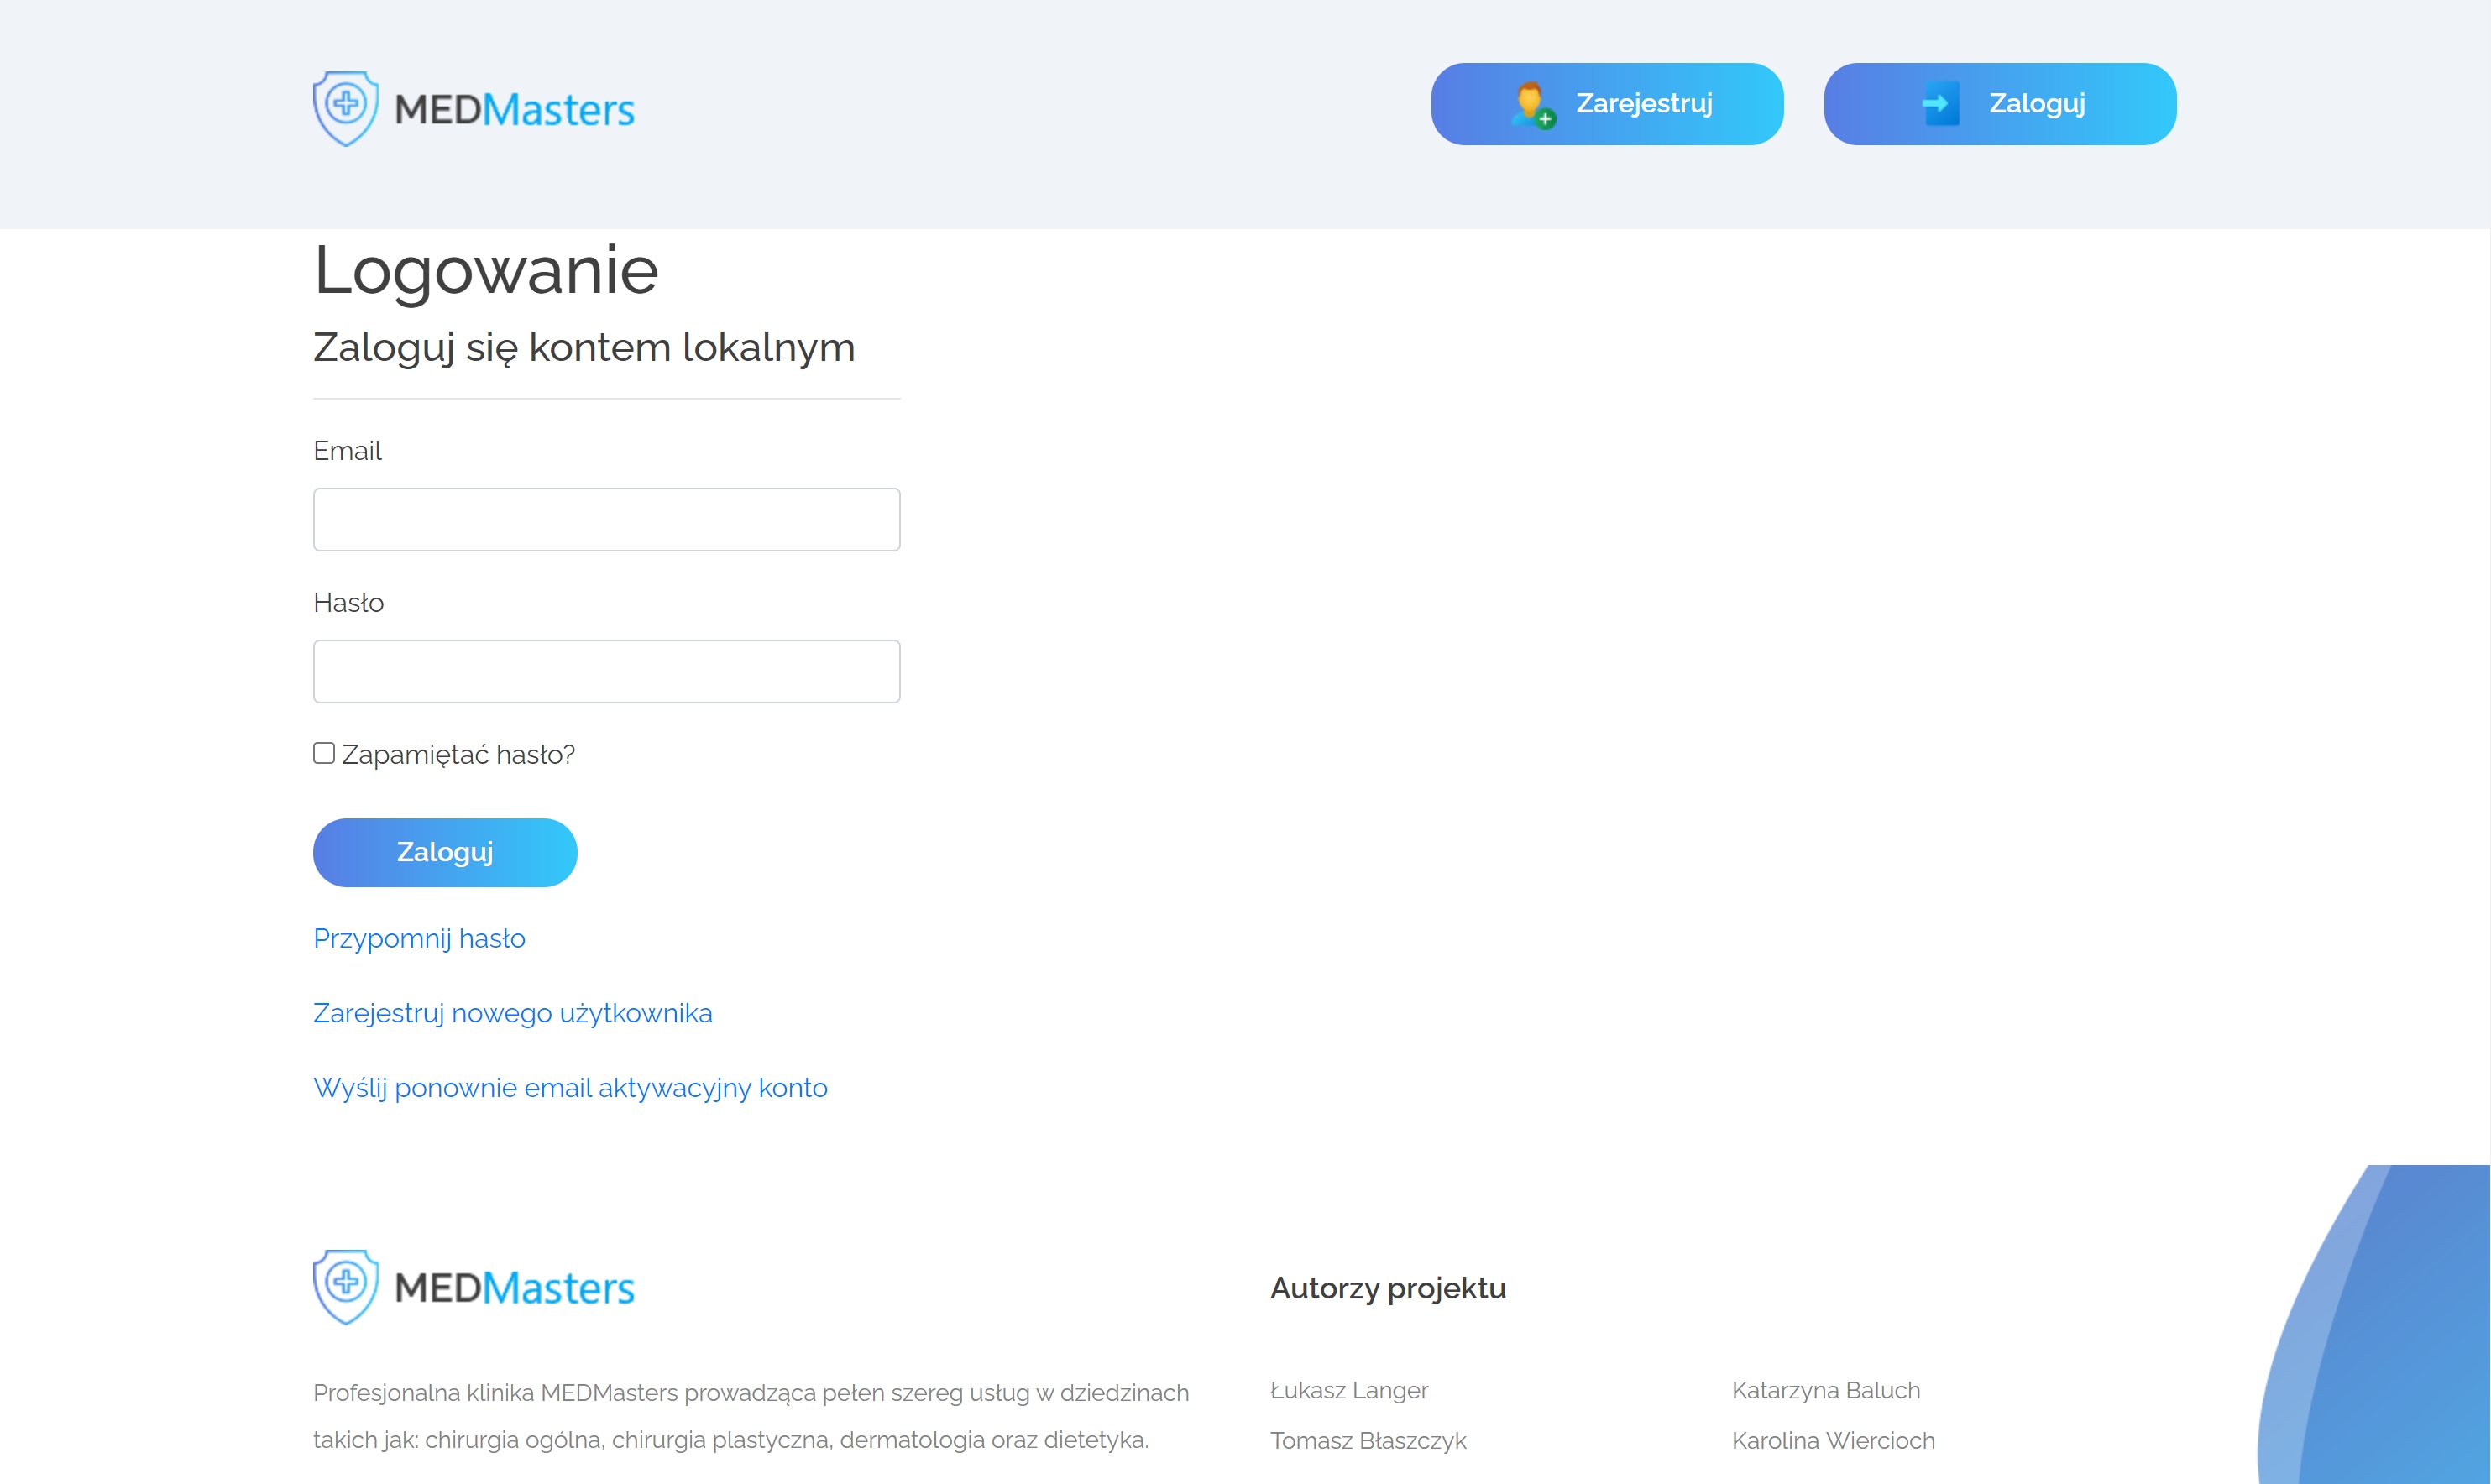 MEDMasters
Zarejestruj
Zaloguj
Logowanie
Zaloguj się kontem lokalnym
Email
Hasło
Zapamiętać hasło?
Zaloguj
Przypomnij hasło
Zarejestruj nowego użytkownika
Wyślij ponownie email aktywacyjny konto
MEDMasters
Profesjonalna klinika MEDMasters prowadząca pełen szereg usług w dziedzinach
takich jak: chirurgia ogólna, chirurgia plastyczna, dermatologia oraz dietetyka.
Autorzy projektu
Łukasz Langer
Tomasz Błaszczyk
Katarzyna Baluch
Karolina Wiercioch